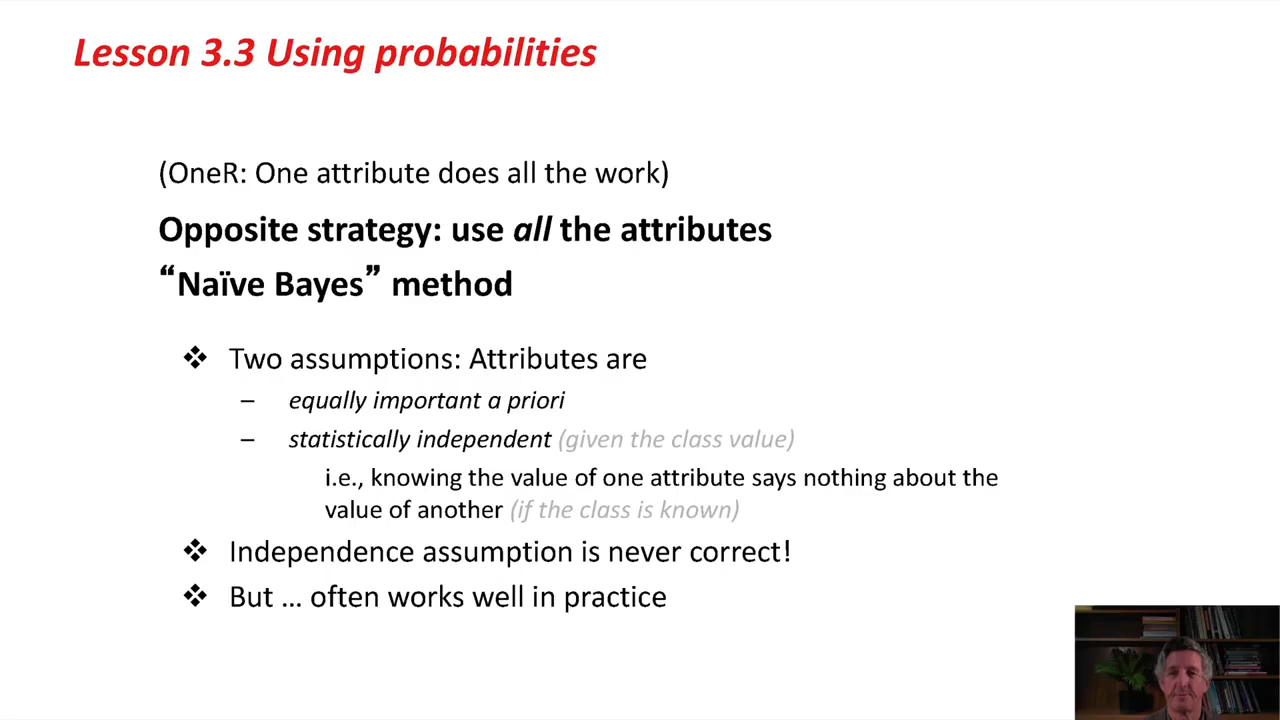 Lesson 3.3 Using probabilities
(OneR: One attribute does all the work)
Opposite strategy: use all the attributes
“Naïve Bayes” method
❖ Two assumptions: Attributes are
– equally important a priori
– statistically independent (given the class value)
i.e., knowing the value of one attribute says nothing about the
value of another (if the class is known)
❖ Independence assumption is never correct!
❖ But … often works well in practice